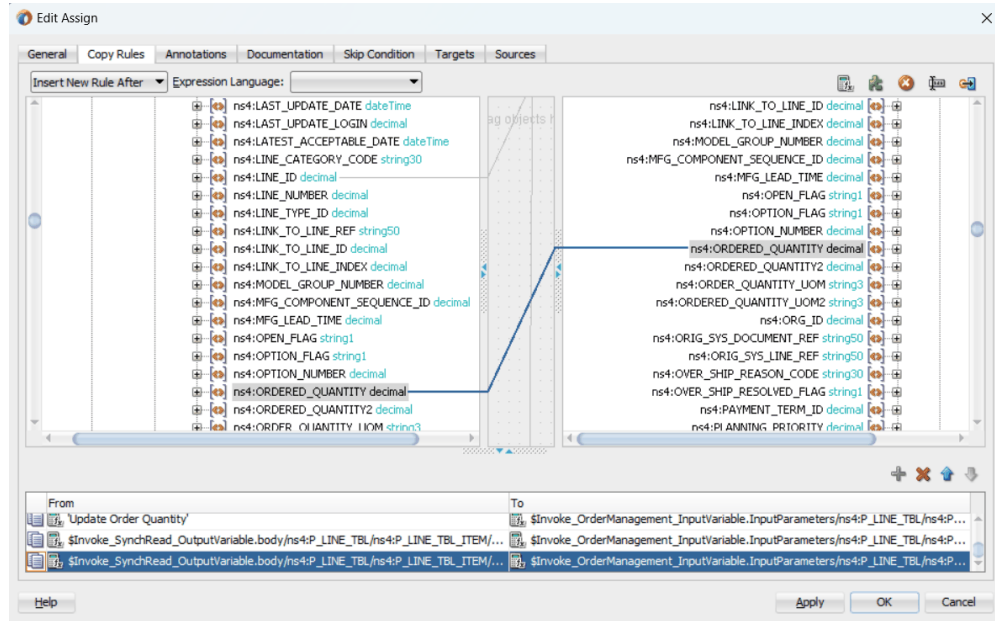 Edit Assign
General Copy Rules Annotations Documentation Skip Condition Targets Sources
Insert New Rule After Expression Language:
ns4:LAST_UPDATE_DATE dateTime
ns4:LAST_UPDATE_LOGIN decimal
ns4:LATEST_ACCEPTABLE_DATE dateTime
ns4:LINE_CATEGORY_CODE string30
ns4:LINE_ID decimal
ns4:LINE_NUMBER decimal
ns4:LINE_TYPE_ID decimal
ns4:LINK_TO_LINE_REF string50
ns4:LINK_TO_LINE_ID decimal
ns4:LINK_TO_LINE_INDEX decimal
ns4:MODEL_GROUP_NUMBER decimal
ns4:MFG_COMPONENT_SEQUENCE_ID decimal
ns4:MFG_LEAD_TIME decimal
ns4:OPEN_FLAG string1
ns4:OPTION_FLAG string1
ns4:OPTION_NUMBER decimal
ns4:ORDERED_QUANTITY decimal
ns4:ORDERED_QUANTITY2 decimal
ns4:ORDER_QUANTITY_UOM string3
ag objects h
ns4:LINK_TO_LINE_ID decimal
ns4:LINK_TO_LINE_INDEX decimal
ns4:MODEL_GROUP_NUMBER decimal
ns4:MFG_COMPONENT_SEQUENCE_ID decimal
ns4:MFG_LEAD_TIME decimal
ns4:OPEN_FLAG string1
ns4:OPTION_FLAG string1
ns4:OPTION_NUMBER decimal
ns4:ORDERED_QUANTITY decimal
ns4:ORDERED_QUANTITY2 decimal
ns4:ORDER_QUANTITY_UOM string3
ns4:ORDERED_QUANTITY_UOM2 string3
ns4:ORG_ID decimal
ns4:ORIG_SYS_DOCUMENT_REF string50
ns4:ORIG_SYS_LINE_REF string50
ns4:OVER_SHIP_REASON_CODE string30
ns4:OVER_SHIP_RESOLVED_FLAG string1
ns4:PAYMENT_TERM_ID decimal
ns4:PLANNING_PRIORITY decimal
From To
'Update Order Quantity' $Invoke_OrderManagement_InputVariable.InputParameters/ns4:P_LINE_TBL/ns4:P...
$Invoke_SynchRead_OutputVariable.body/ns4:P_LINE_TBL/ns4:P_LINE_TBL_ITEM/... $Invoke_OrderManagement_InputVariable.InputParameters/ns4:P_LINE_TBL/ns4:P...
$Invoke_SynchRead_OutputVariable.body/ns4:P_LINE_TBL/ns4:P_LINE_TBL_ITEM/... $Invoke_OrderManagement_InputVariable.InputParameters/ns4:P_LINE_TBL/ns4:P...
Help Apply OK Cancel